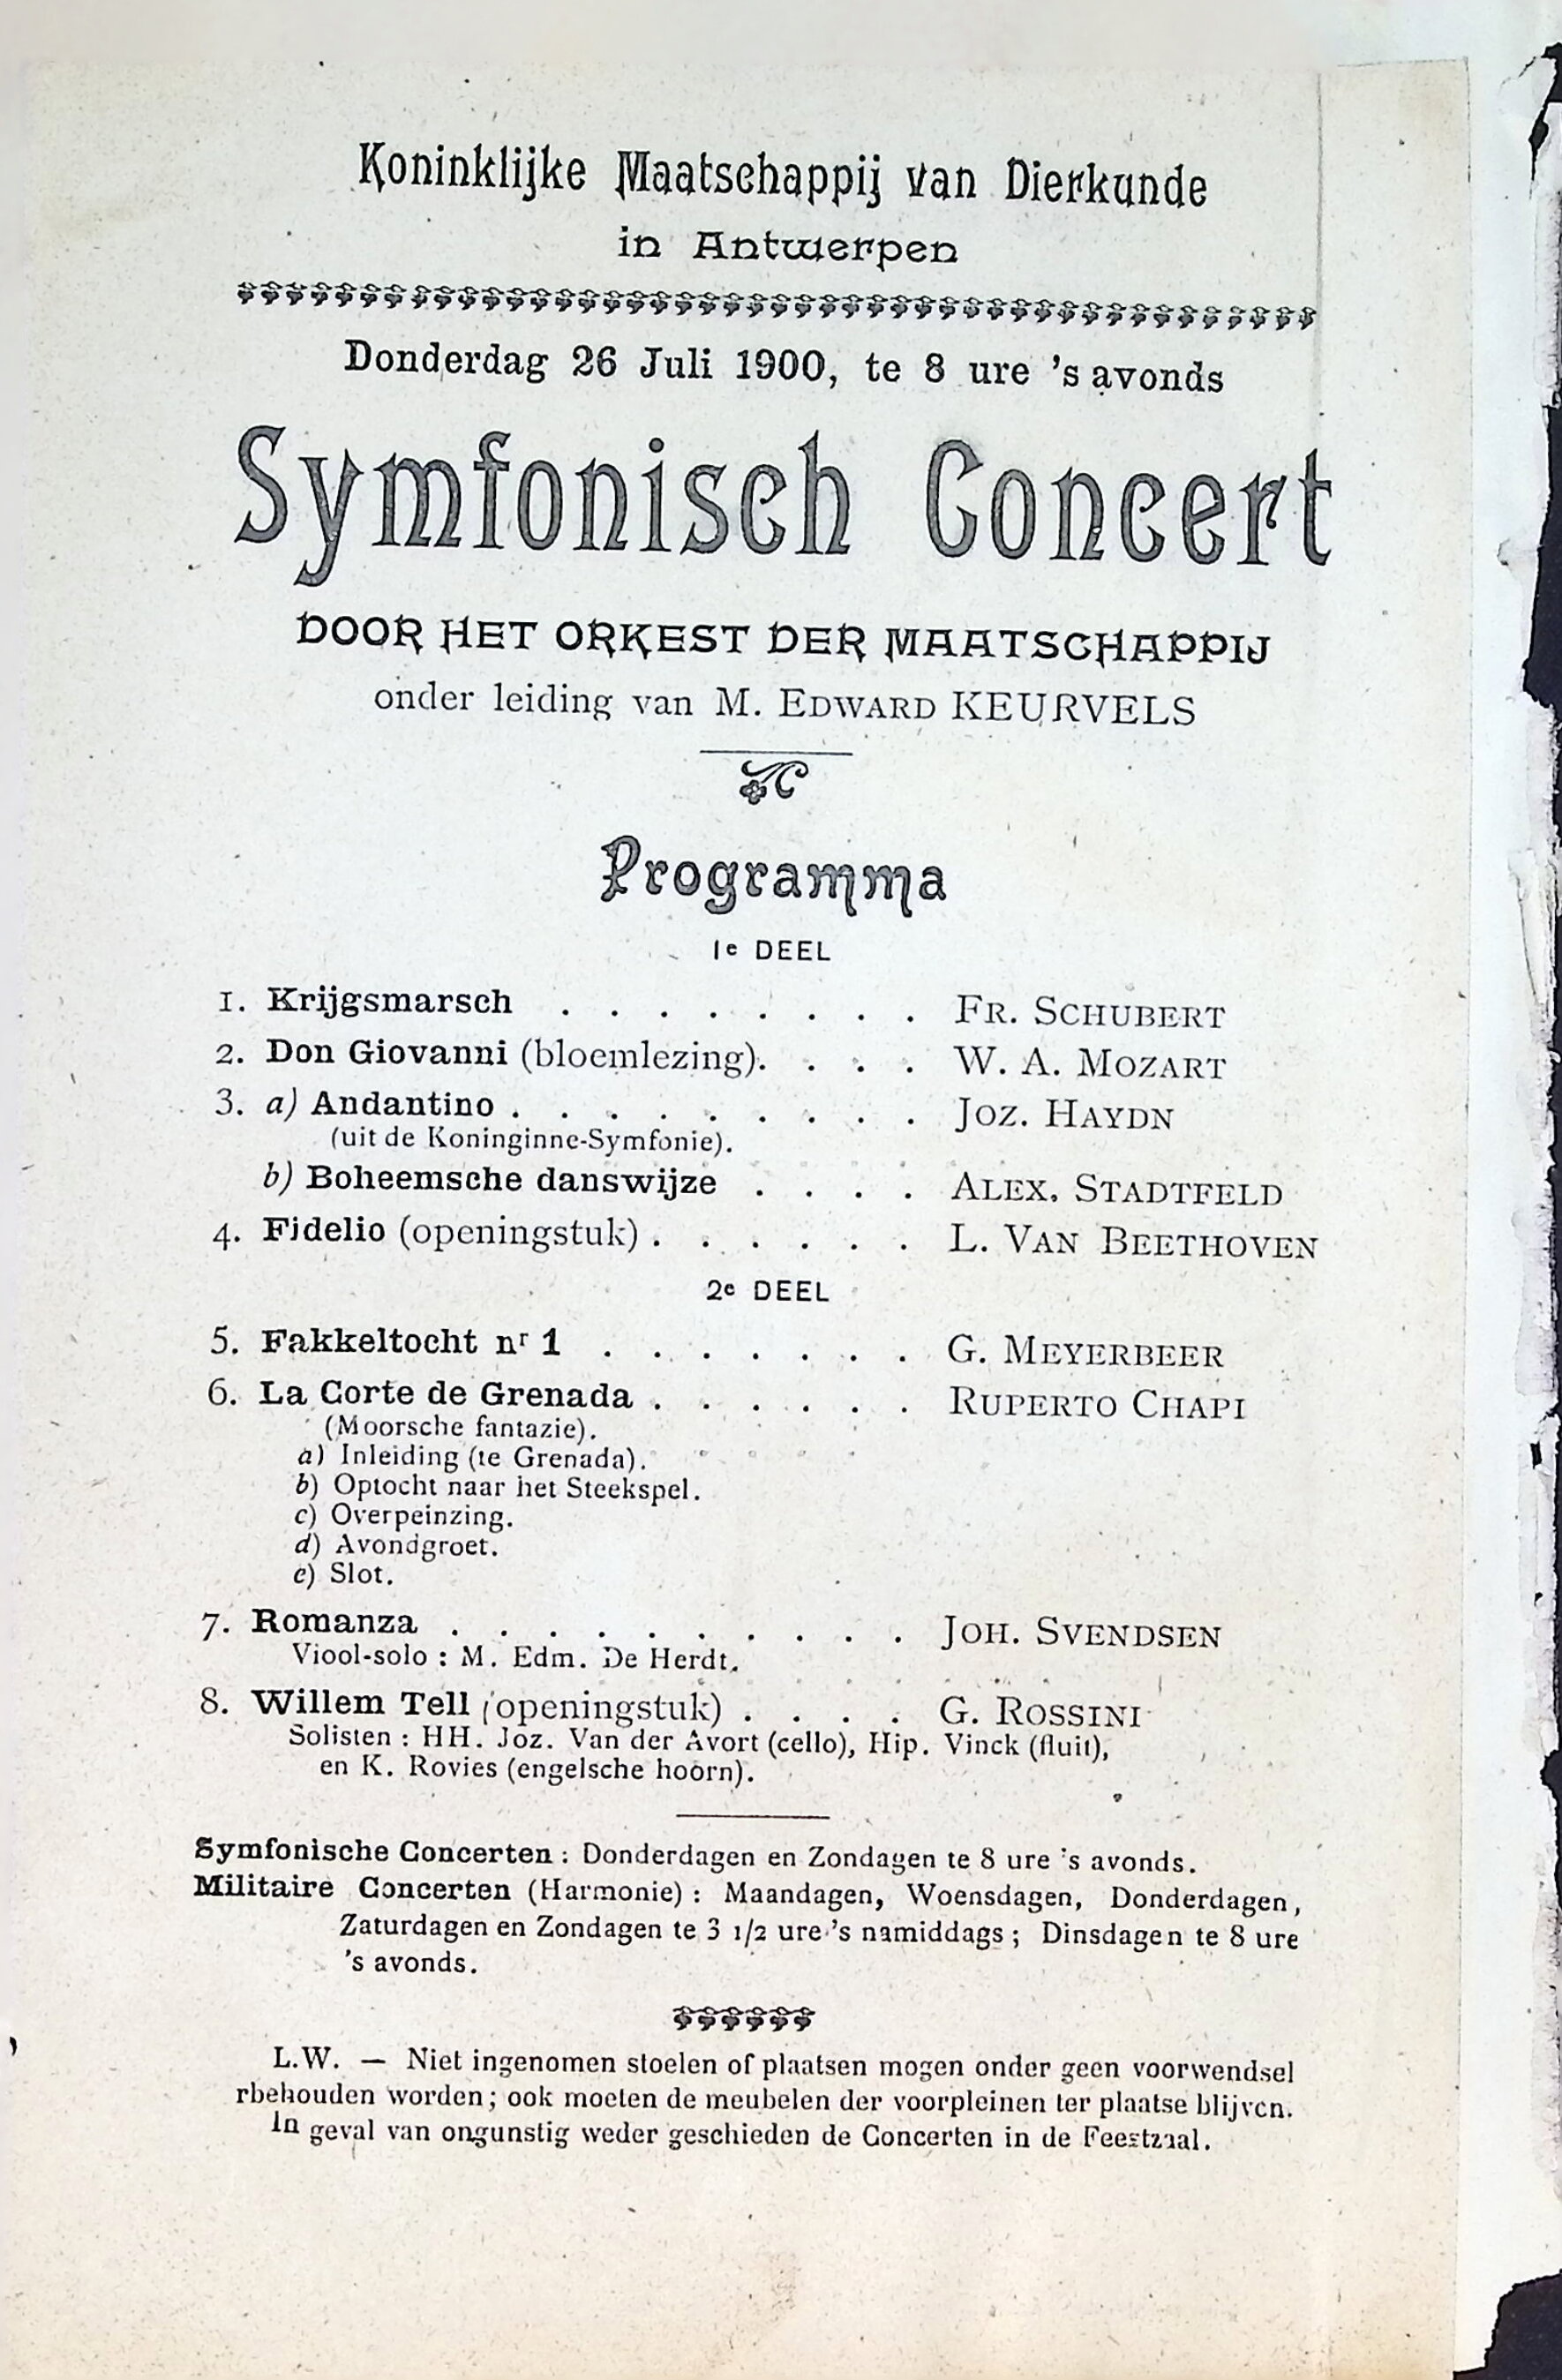 Koninklijke Maatschappij van Dierkunde
in Antwerpen
Donderdag 26 Juli 1900, te 8 ure 's avonds
Symfonisch Concert
DOOR HET ORKEST DER MAATSCHAPPIJ
onder leiding van M. EDWARD KEURVELS
Programma
1e DEEL
1. Krijgsmarsch . . . . . . . . FR. SCHUBERT
2. Don Giovanni (bloemlezing). . . . W. A. MOZART
3. a) Andantino . . . . . . . . . JOZ. HAYDN
(uit de Koninginne-Symfonie).
b) Boheemsche danswijze . . . . ALEX. STADTFELD
4. Fidelio (openingstuk) . . . . . . L. VAN BEETHOVEN
2e DEEL
5. Fakkeltocht nr 1 . . . . . . . G. MEYERBEER
6. La Corte de Grenada . . . . . . RUPERTO CHAPI
(Moorsche fantazie).
a) Inleiding (te Grenada).
b) Optocht naar het Steekspel.
c) Overpeinzing.
d) Avondgroet.
e) Slot.
7. Romanza . . . . . . . . . . JOH. SVENDSEN
Viool-solo : M. Edm. De Herdt.
8. Willem Tell (openingstuk) . . . . G. ROSSINI
Solisten : HH. Joz. Van der Avort (cello), Hip. Vinck (fluit),
en K. Rovies (engelsche hoorn).
Symfonische Concerten : Donderdagen en Zondagen te 8 ure 's avonds.
Militaire Concerten (Harmonie) : Maandagen, Woensdagen, Donderdagen,
Zaturdagen en Zondagen te 3 1/2 ure 's namiddags ; Dinsdagen te 8 ure
's avonds.
L.W. — Niet ingenomen stoelen of plaatsen mogen onder geen voorwendsel
rbehouden worden ; ook moeten de meubelen der voorpleinen ter plaatse blijven.
In geval van ongunstig weder geschieden de Concerten in de Feestzaal.